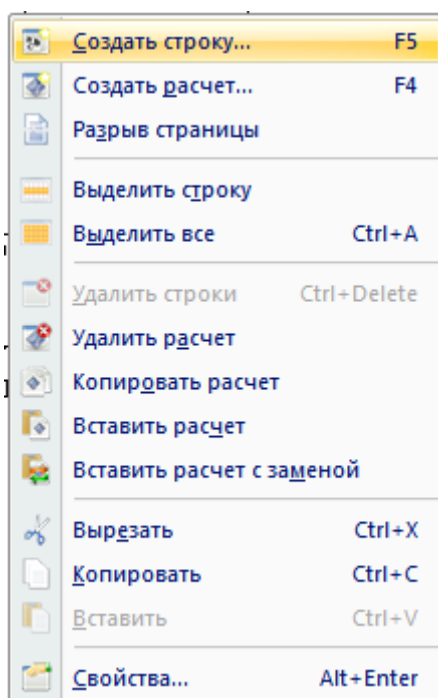 Создать строку... F5
Создать расчет... F4
Разрыв страницы
Выделить строку
Выделить все Ctrl+A
Удалить строки Ctrl+Delete
Удалить расчет
Копировать расчет
Вставить расчет
Вставить расчет с заменой
Вырезать Ctrl+X
Копировать Ctrl+C
Вставить Ctrl+V
Свойства... Alt+Enter